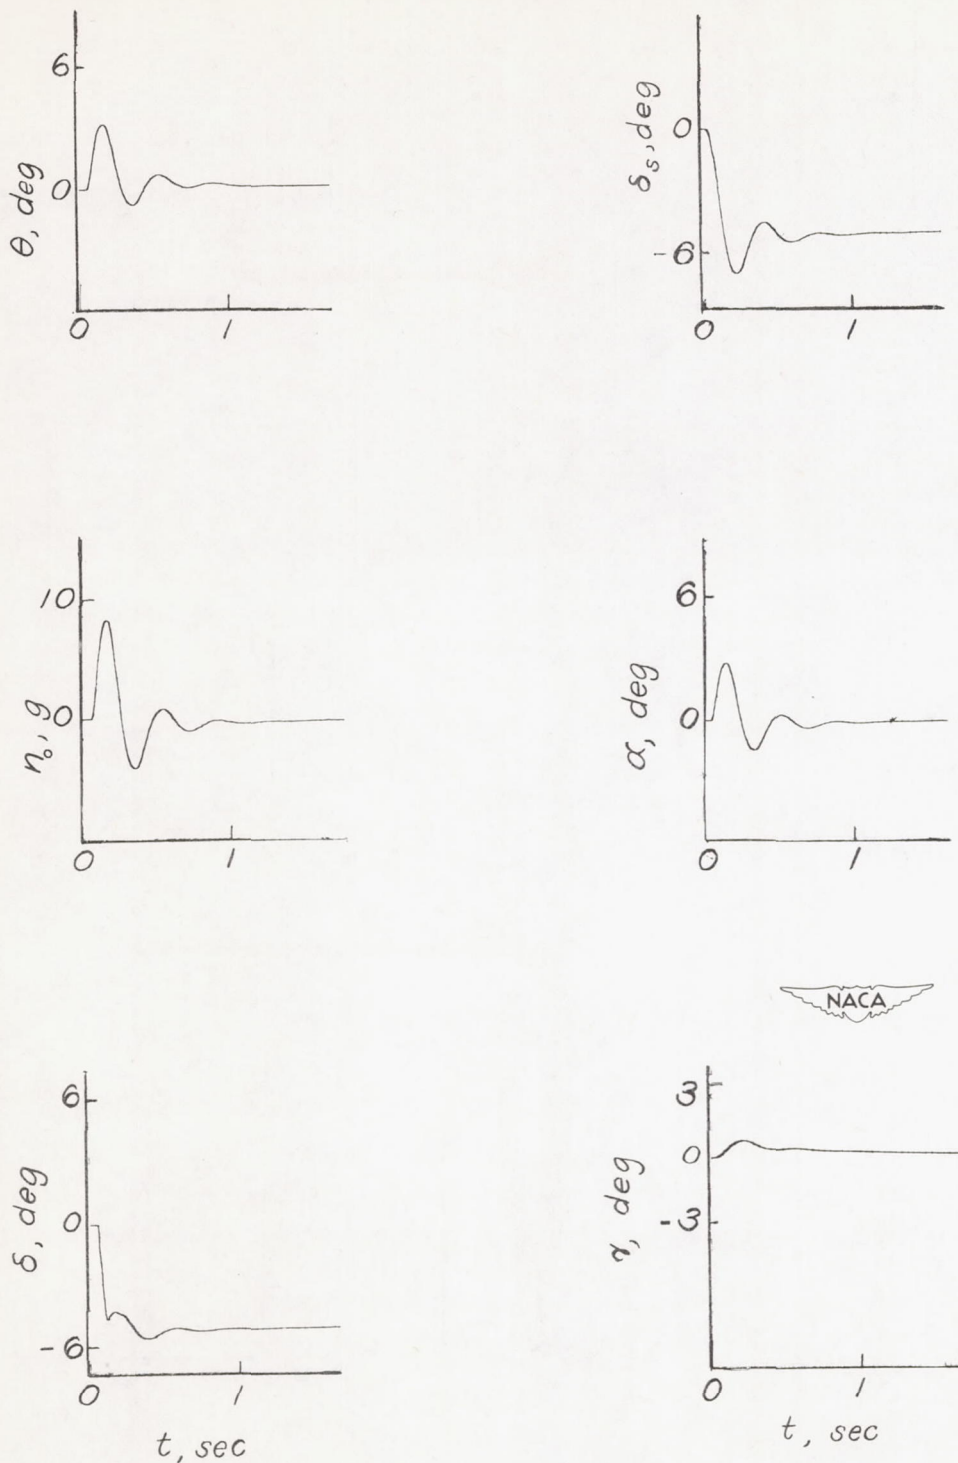 6
0
θ, deg
0 1
0
-6
δs, deg
0 1
10
0
n₀, g
0 1
6
0
α, deg
0 1
NACA
6
0
-6
δ, deg
0 1
t, sec
3
0
-3
γ, deg
0 1
t, sec